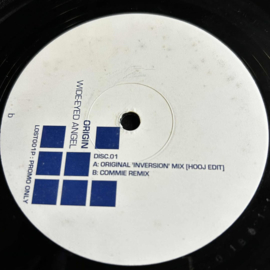 ORIGIN
WIDE-EYED ANGEL
DISC.01
A: ORIGINAL 'INVERSION' MIX [HOOJ EDIT]
B: COMMIE REMIX
LOST001P : PROMO ONLY
b